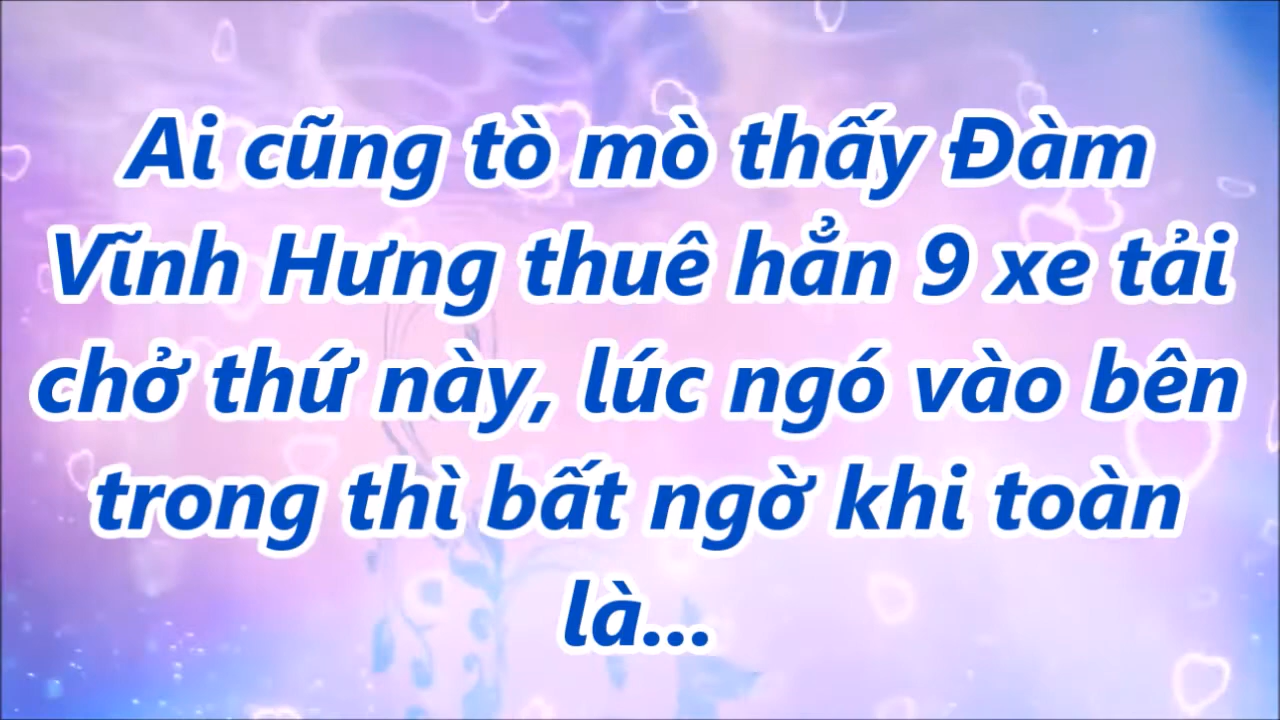 Ai cũng tò mò thấy Đàm
Vĩnh Hưng thuê hẳn 9 xe tải
chở thứ này, lúc ngó vào bên
trong thì bất ngờ khi toàn
là...